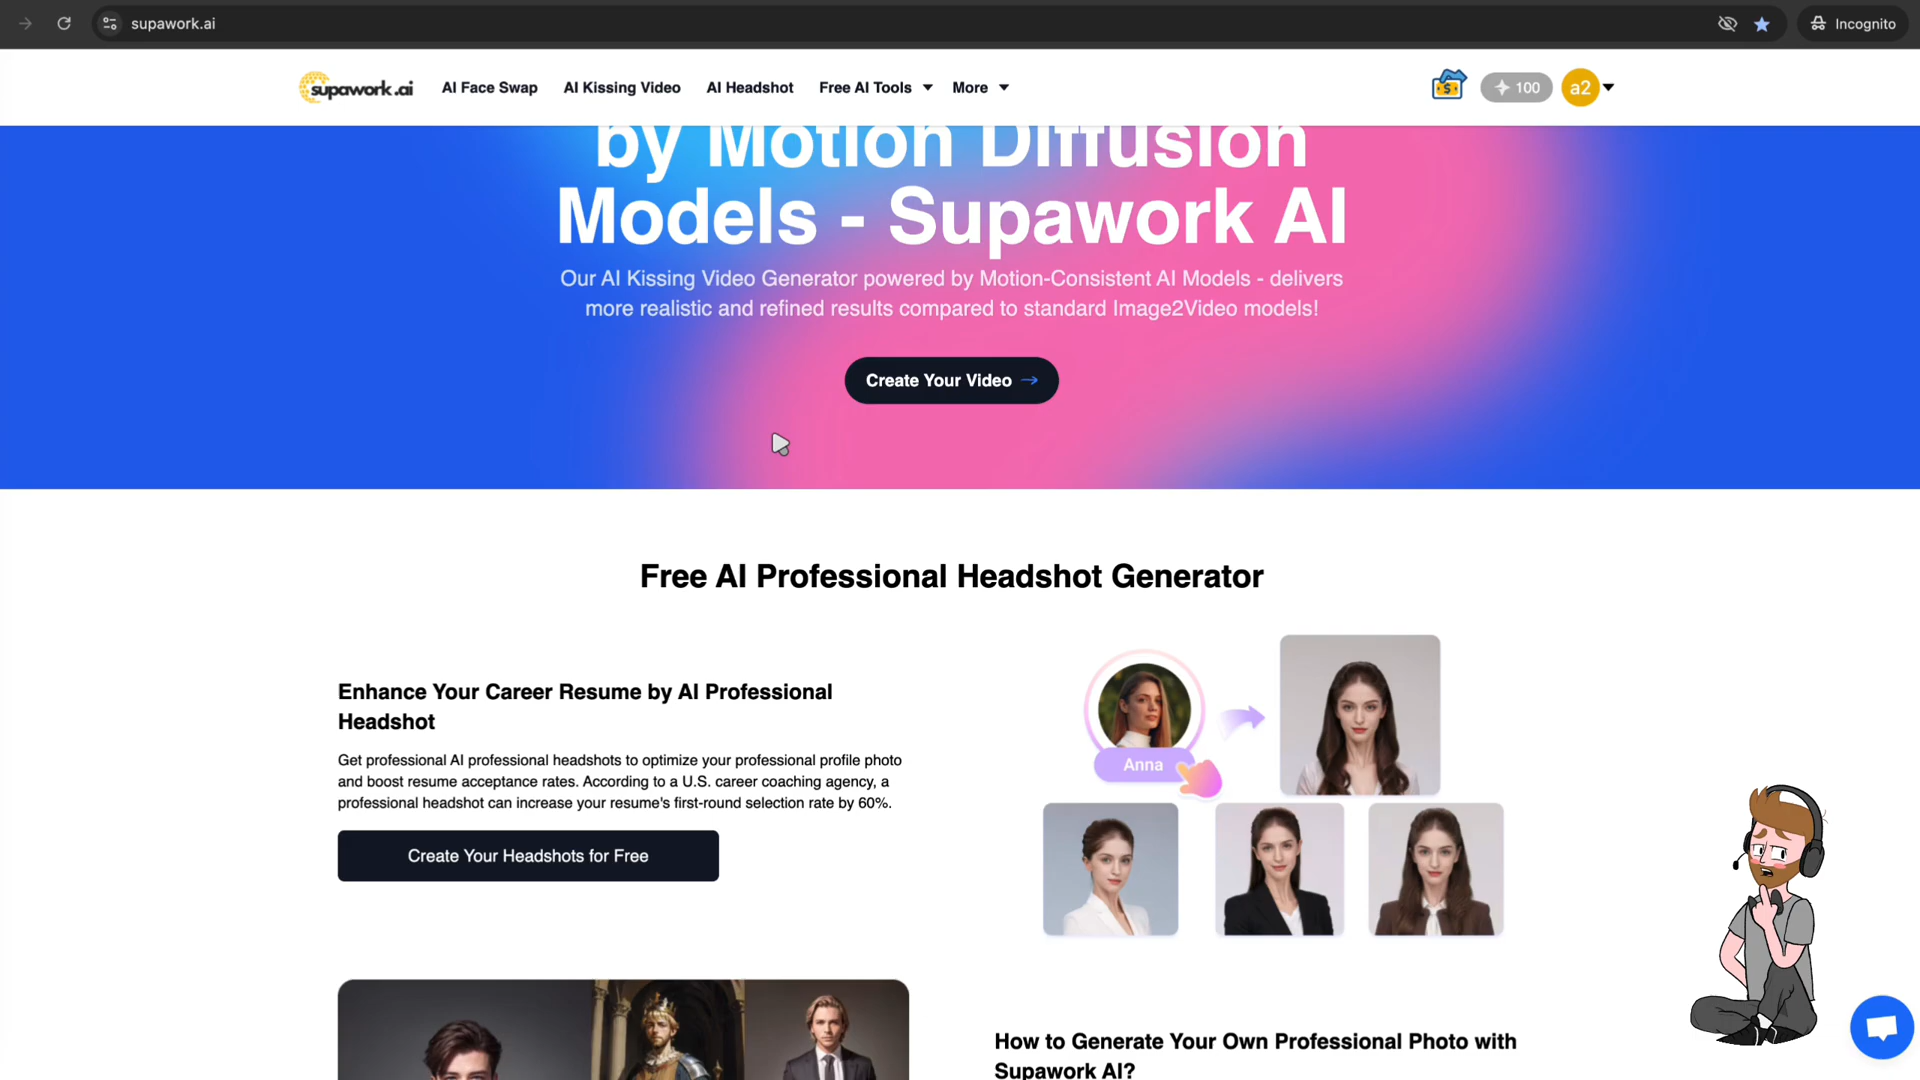 supawork.ai
Incognito
supawork.ai
AI Face Swap
AI Kissing Video
AI Headshot
Free AI Tools
More
$
100
a2
by Motion Diffusion
Models - Supawork AI
Our AI Kissing Video Generator powered by Motion-Consistent AI Models - delivers
more realistic and refined results compared to standard Image2Video models!
Create Your Video →
Free AI Professional Headshot Generator
Enhance Your Career Resume by AI Professional
Headshot
Get professional AI professional headshots to optimize your professional profile photo
and boost resume acceptance rates. According to a U.S. career coaching agency, a
professional headshot can increase your resume's first-round selection rate by 60%.
Create Your Headshots for Free
Anna
How to Generate Your Own Professional Photo with
Supawork AI?